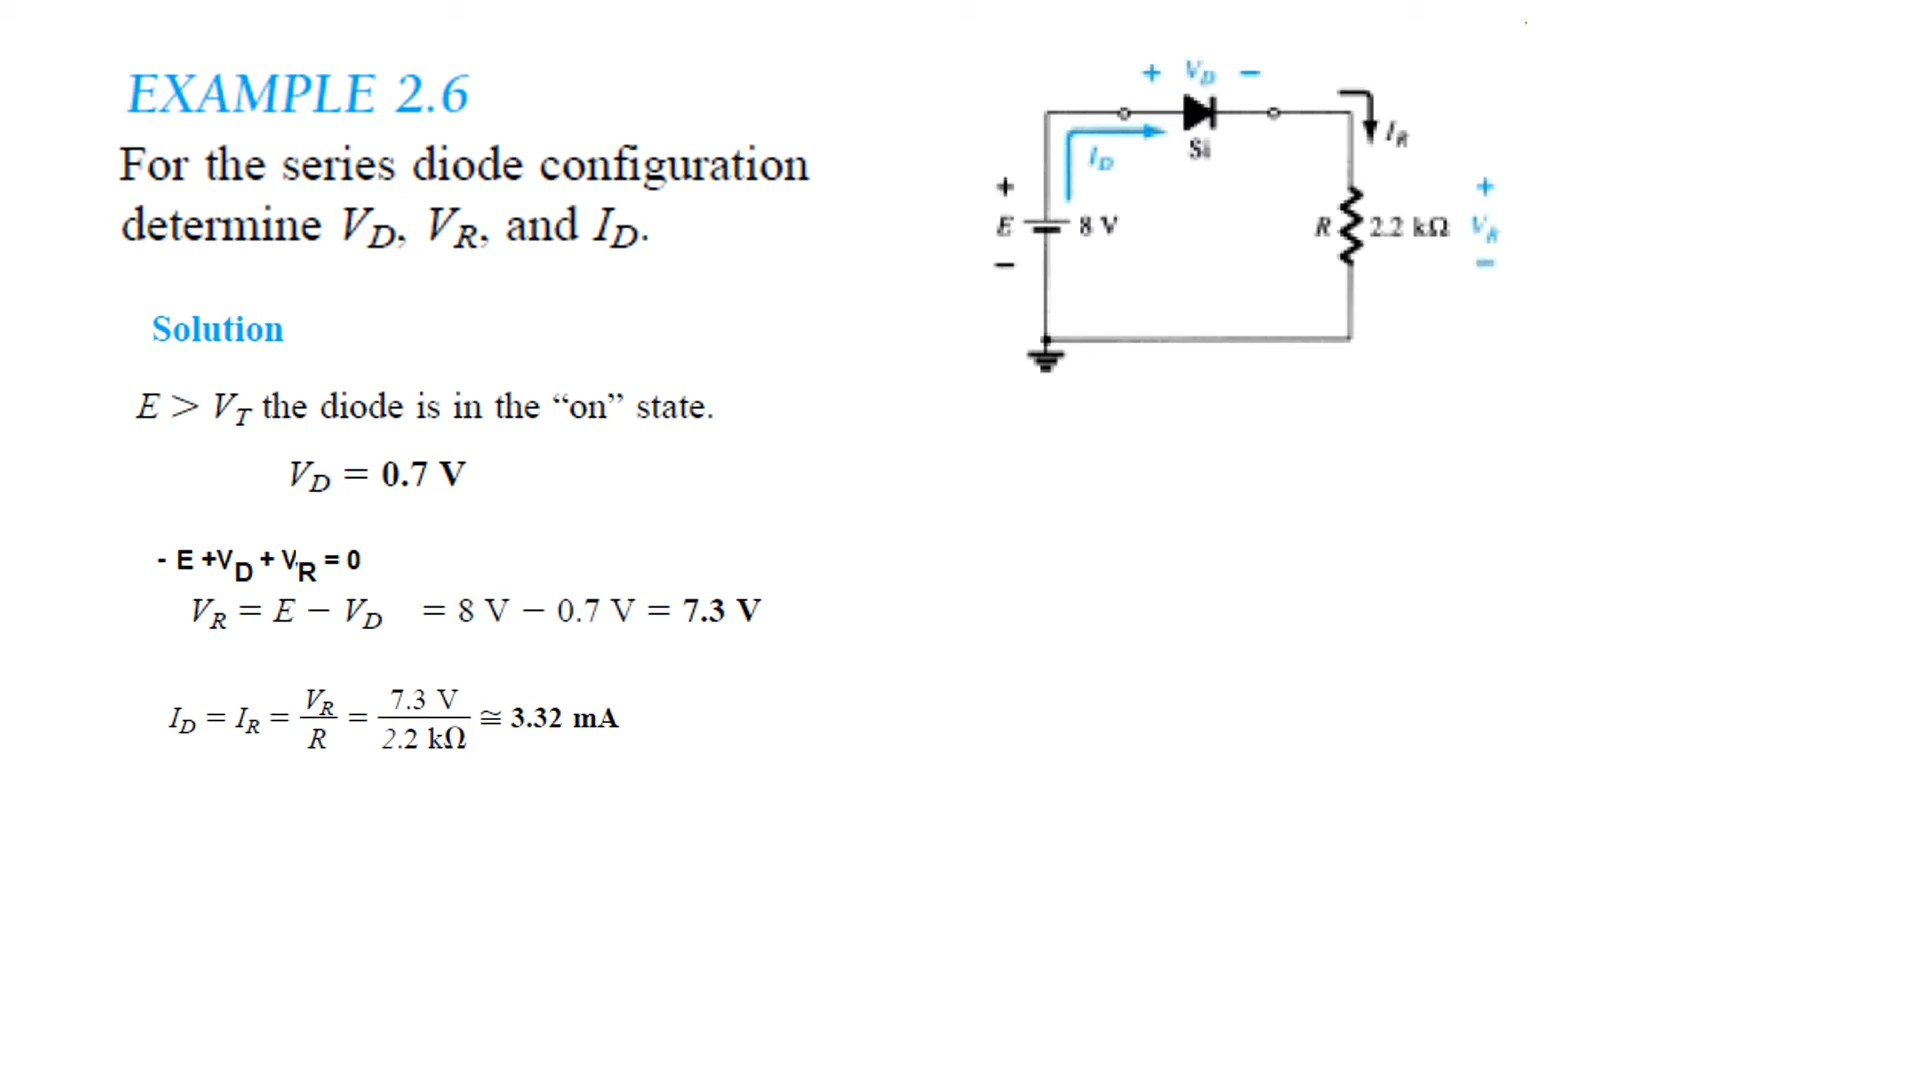 EXAMPLE 2.6
For the series diode configuration
determine V_D, V_R, and I_D.
Solution
E > V_T the diode is in the “on” state.
V_D = 0.7 V
- E +V_D + V_R = 0
V_R = E − V_D = 8 V − 0.7 V = 7.3 V
I_D = I_R = V_R / R = 7.3 V / 2.2 kΩ ≅ 3.32 mA
+ V_D −
Si
I_D
I_R
+
E
−
8 V
R
2.2 kΩ
+
V_R
−